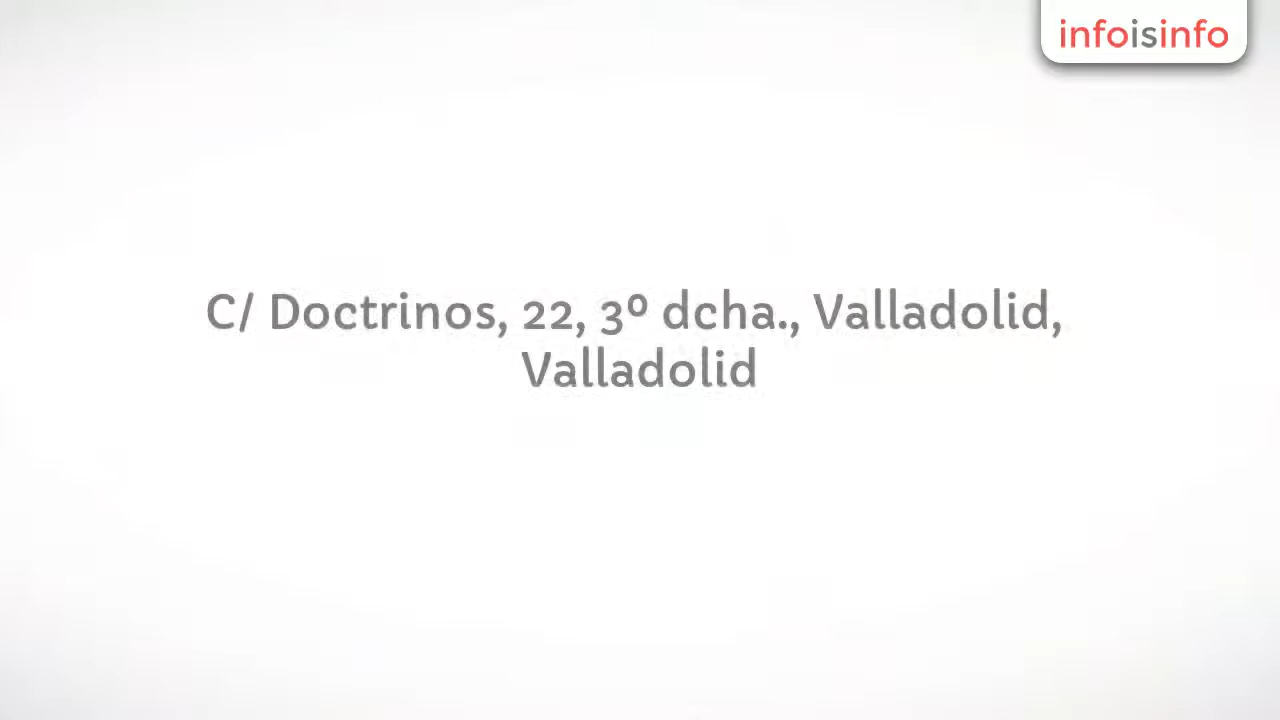 infoisinfo
C/ Doctrinos, 22, 3º dcha., Valladolid,
Valladolid